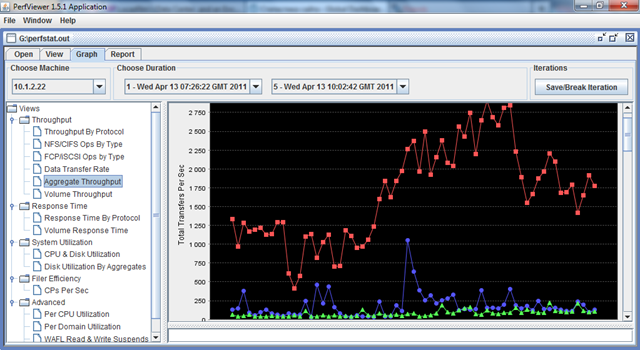 PerfViewer 1.5.1 Application
File Window Help
G:\perfstat.out
Open View Graph Report
Choose Machine Choose Duration Iterations
10.1.2.22 1 - Wed Apr 13 07:26:22 GMT 2011 5 - Wed Apr 13 10:02:42 GMT 2011 Save/Break Iteration
Views
Throughput
Throughput By Protocol
NFS/CIFS Ops By Type
FCP/iSCSI Ops by Type
Data Transfer Rate
Aggregate Throughput
Volume Throughput
Response Time
Response Time By Protocol
Volume Response Time
System Utilization
CPU & Disk Utilization
Disk Utilization By Aggregates
Filer Efficiency
CPs Per Sec
Advanced
Per CPU Utilization
Per Domain Utilization
WAFL Read & Write Suspends
Total Transfers Per Sec
2 750
2 500
2 250
2 000
1 750
1 500
1 250
1 000
750
500
250
0